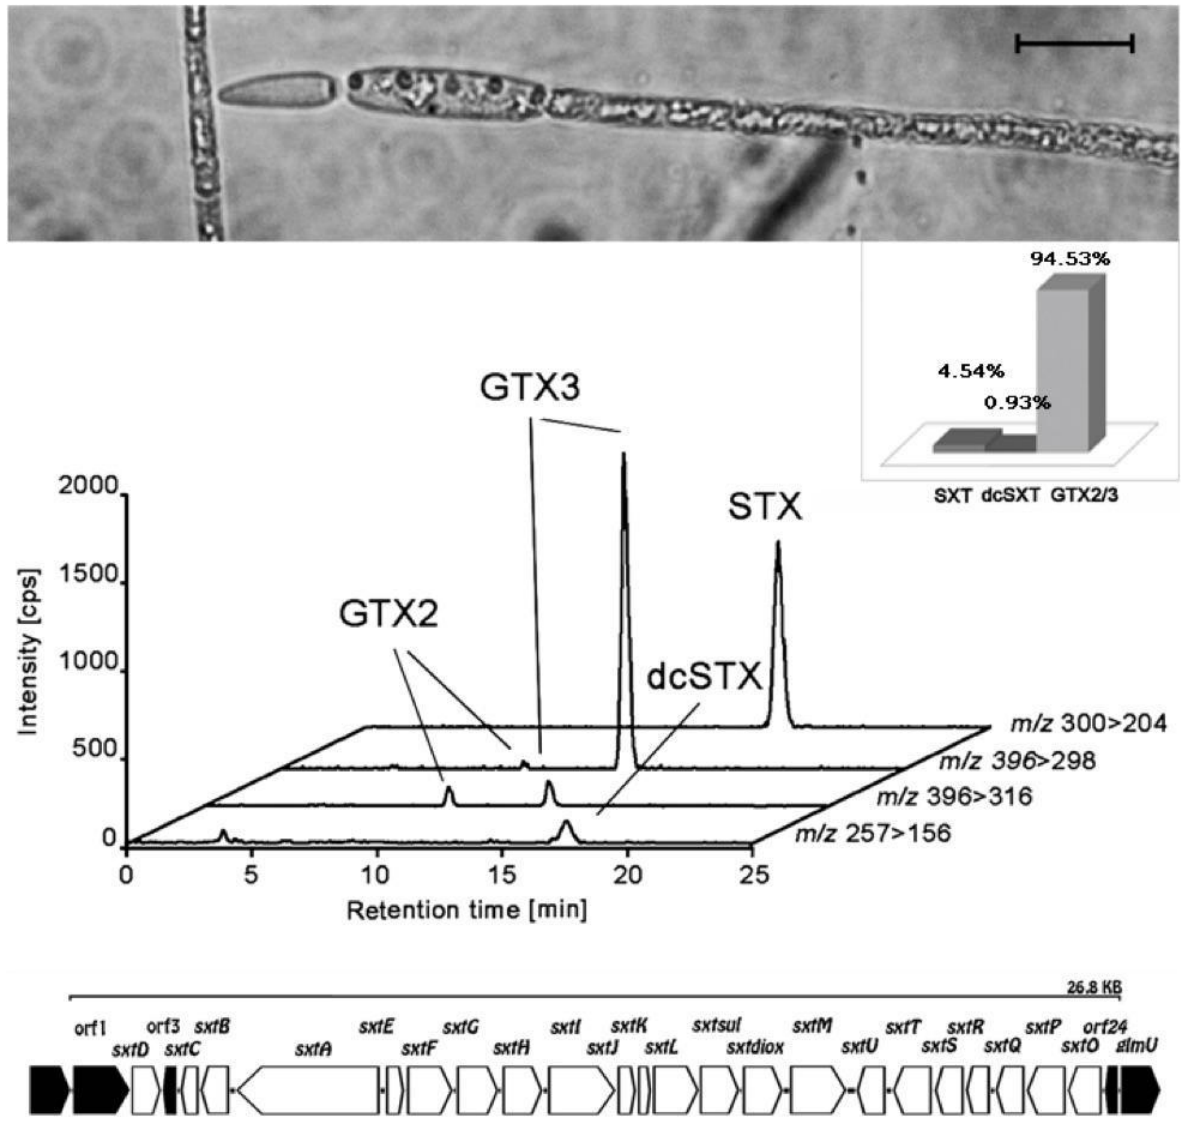 94.53%
4.54%
0.93%
SXT dcSXT GTX2/3
GTX3
STX
GTX2
dcSTX
2000
1500
1000
500
0
Intensity [cps]
m/z 300>204
m/z 396>298
m/z 396>316
m/z 257>156
0 5 10 15 20 25
Retention time [min]
26.8 KB
orf1 orf3 sxtB sxtE sxtG sxtI sxtK sxtsul sxtM sxtT sxtR sxtP orf24
sxtD sxtC sxtA sxtF sxtH sxtJ sxtL sxtdiox sxtU sxtS sxtQ sxtO glmU